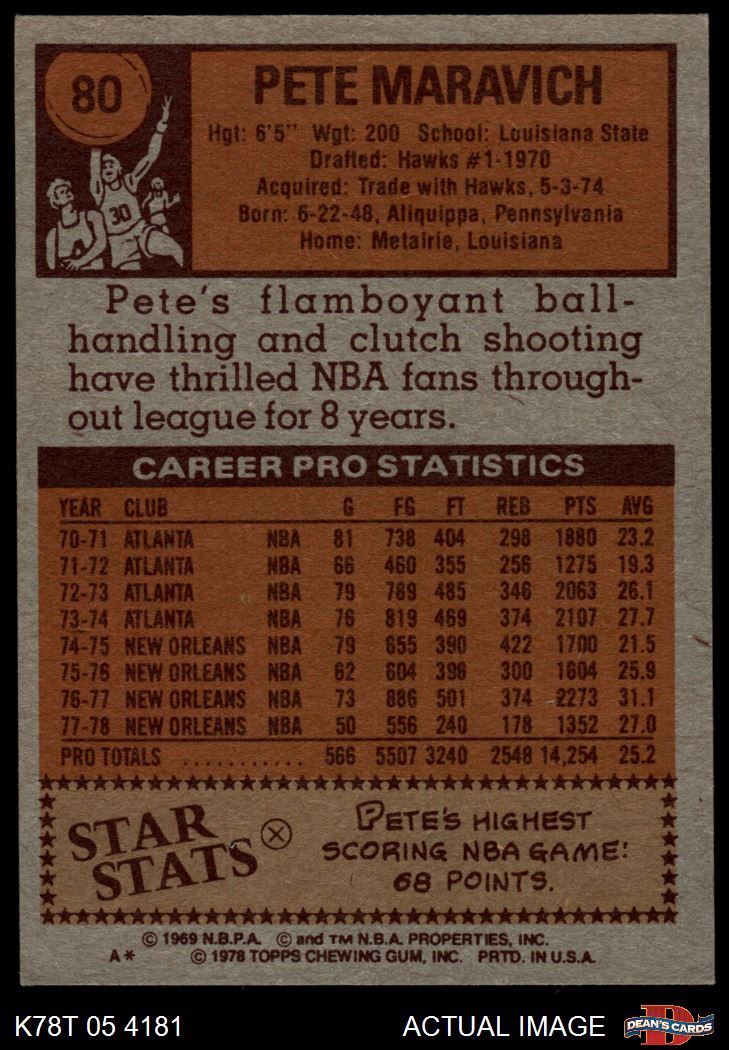 80
30
PETE MARAVICH
Hgt: 6'5" Wgt: 200 School: Louisiana State
Drafted: Hawks #1-1970
Acquired: Trade with Hawks, 5-3-74
Born: 6-22-48, Aliquippa, Pennsylvania
Home: Metairie, Louisiana
Pete's flamboyant ball-
handling and clutch shooting
have thrilled NBA fans through-
out league for 8 years.
CAREER PRO STATISTICS
YEAR CLUB G FG FT REB PTS AVG
70-71 ATLANTA NBA 81 738 404 298 1880 23.2
71-72 ATLANTA NBA 66 460 355 256 1275 19.3
72-73 ATLANTA NBA 79 789 485 346 2063 26.1
73-74 ATLANTA NBA 76 819 469 374 2107 27.7
74-75 NEW ORLEANS NBA 79 655 390 422 1700 21.5
75-76 NEW ORLEANS NBA 62 604 396 300 1604 25.9
76-77 NEW ORLEANS NBA 73 886 501 374 2273 31.1
77-78 NEW ORLEANS NBA 50 556 240 178 1352 27.0
PRO TOTALS ........... 566 5507 3240 2548 14,254 25.2
STAR
STATS
PETE'S HIGHEST
SCORING NBA GAME:
68 POINTS.
© 1969 N.B.P.A. © and TM N.B.A. PROPERTIES, INC.
A* © 1978 TOPPS CHEWING GUM, INC. PRTD. IN U.S.A.
K78T 05 4181
ACTUAL IMAGE
DEAN'S CARDS